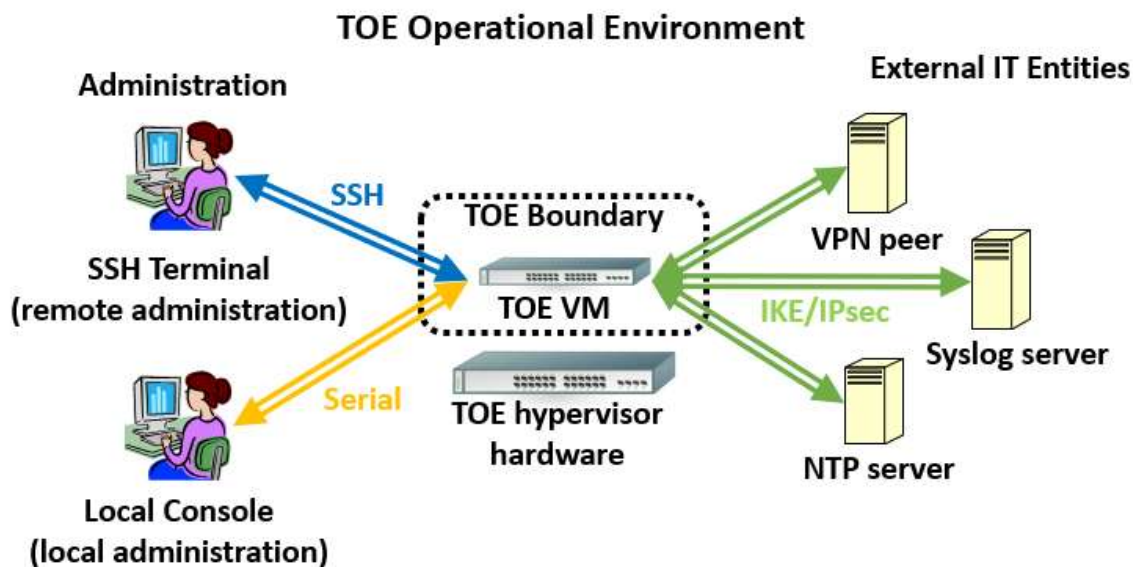 TOE Operational Environment
Administration
External IT Entities
SSH
TOE Boundary
VPN peer
SSH Terminal
(remote administration)
TOE VM
IKE/IPsec
Syslog server
Serial
TOE hypervisor
hardware
NTP server
Local Console
(local administration)